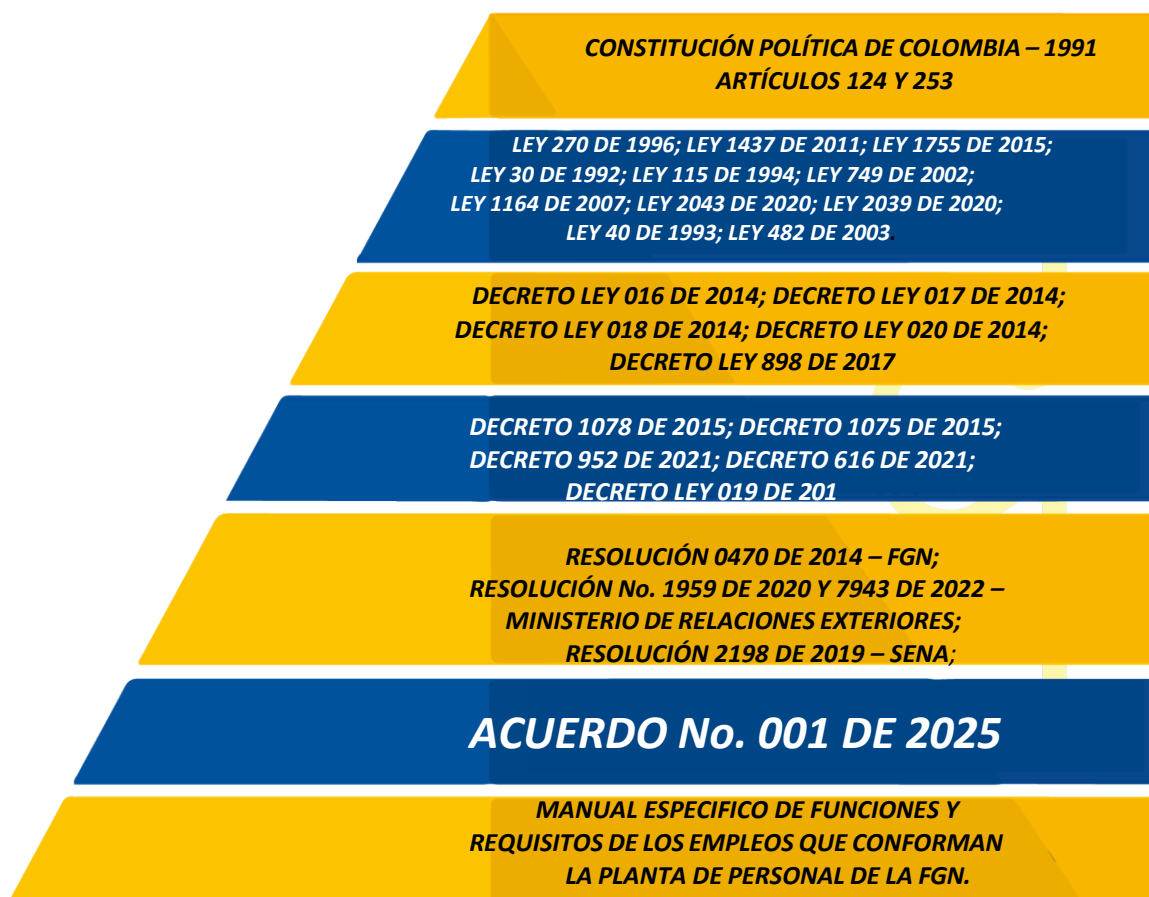 CONSTITUCIÓN POLÍTICA DE COLOMBIA – 1991
ARTÍCULOS 124 Y 253
LEY 270 DE 1996; LEY 1437 DE 2011; LEY 1755 DE 2015;
LEY 30 DE 1992; LEY 115 DE 1994; LEY 749 DE 2002;
LEY 1164 DE 2007; LEY 2043 DE 2020; LEY 2039 DE 2020;
LEY 40 DE 1993; LEY 482 DE 2003.
DECRETO LEY 016 DE 2014; DECRETO LEY 017 DE 2014;
DECRETO LEY 018 DE 2014; DECRETO LEY 020 DE 2014;
DECRETO LEY 898 DE 2017
DECRETO 1078 DE 2015; DECRETO 1075 DE 2015;
DECRETO 952 DE 2021; DECRETO 616 DE 2021;
DECRETO LEY 019 DE 201
RESOLUCIÓN 0470 DE 2014 – FGN;
RESOLUCIÓN No. 1959 DE 2020 Y 7943 DE 2022 –
MINISTERIO DE RELACIONES EXTERIORES;
RESOLUCIÓN 2198 DE 2019 – SENA;
ACUERDO No. 001 DE 2025
MANUAL ESPECIFICO DE FUNCIONES Y
REQUISITOS DE LOS EMPLEOS QUE CONFORMAN
LA PLANTA DE PERSONAL DE LA FGN.